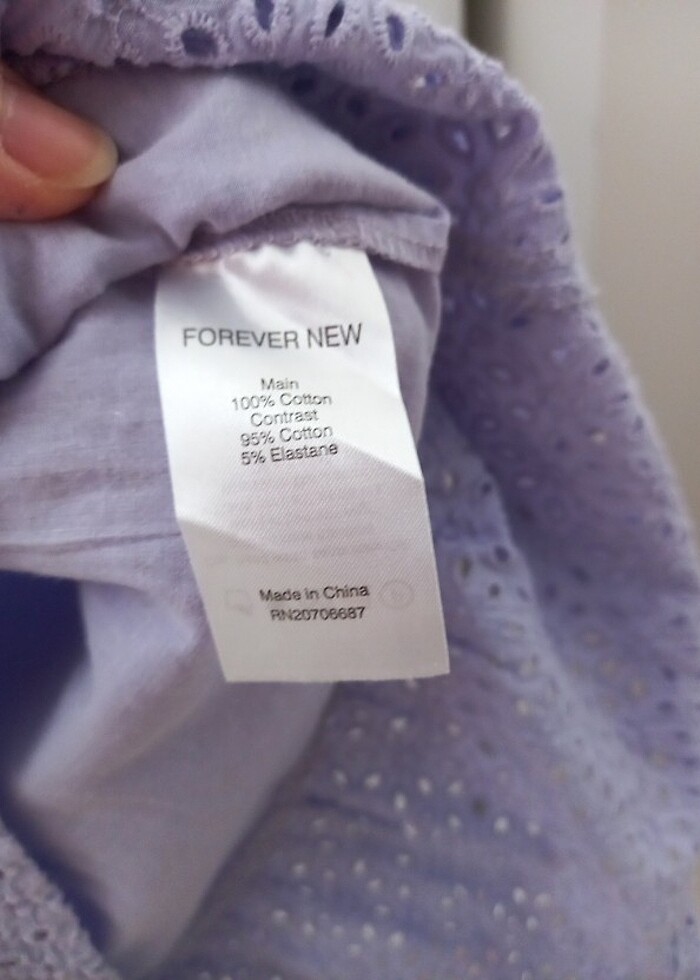 FOREVER NEW
Main
100% Cotton
Contrast
95% Cotton
5% Elastane
Made in China
RN20706687